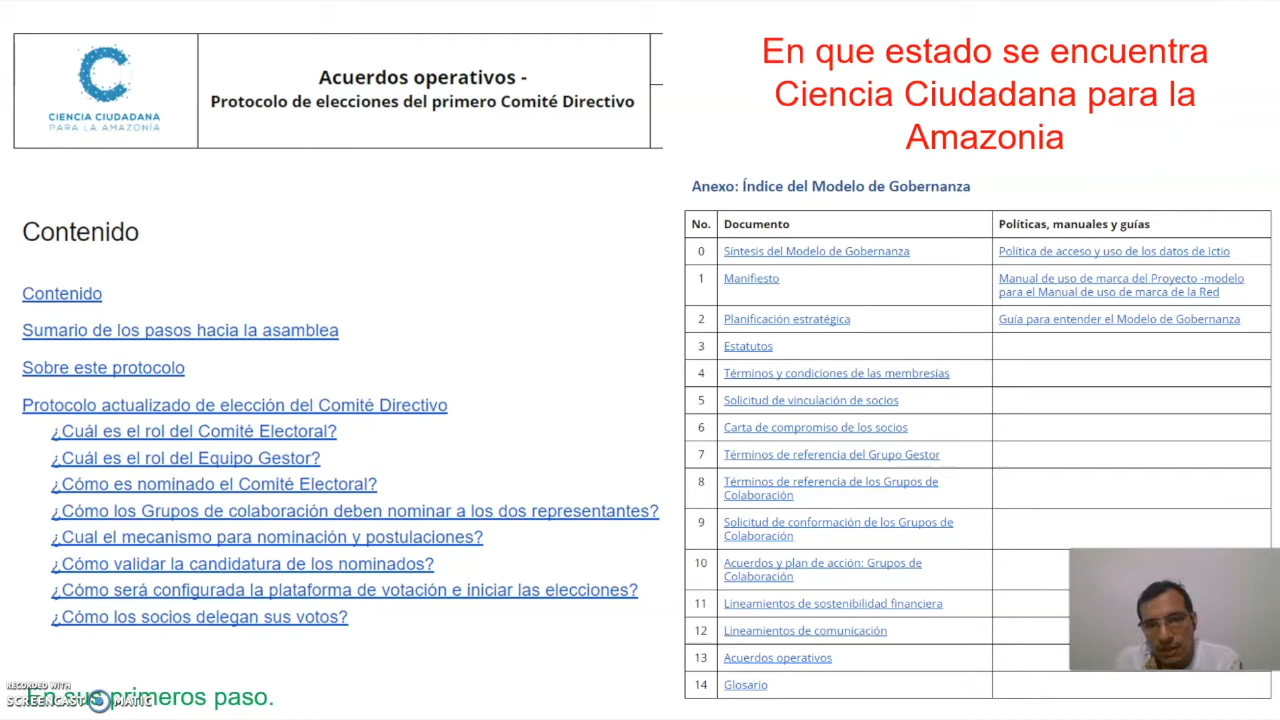 CIENCIA CIUDADANA
PARA LA AMAZONÍA
Acuerdos operativos -
Protocolo de elecciones del primero Comité Directivo
Contenido
Contenido
Sumario de los pasos hacia la asamblea
Sobre este protocolo
Protocolo actualizado de elección del Comité Directivo
¿Cuál es el rol del Comité Electoral?
¿Cuál es el rol del Equipo Gestor?
¿Cómo es nominado el Comité Electoral?
¿Cómo los Grupos de colaboración deben nominar a los dos representantes?
¿Cual el mecanismo para nominación y postulaciones?
¿Cómo validar la candidatura de los nominados?
¿Cómo será configurada la plataforma de votación e iniciar las elecciones?
¿Cómo los socios delegan sus votos?
En sus primeros paso.
RECORDED WITH
SCREENCAST MATIC
En que estado se encuentra
Ciencia Ciudadana para la
Amazonia
Anexo: Índice del Modelo de Gobernanza
No. Documento Políticas, manuales y guías
0 Síntesis del Modelo de Gobernanza Política de acceso y uso de los datos de Ictio
1 Manifiesto Manual de uso de marca del Proyecto -modelo
para el Manual de uso de marca de la Red
2 Planificación estratégica Guía para entender el Modelo de Gobernanza
3 Estatutos
4 Términos y condiciones de las membresías
5 Solicitud de vinculación de socios
6 Carta de compromiso de los socios
7 Términos de referencia del Grupo Gestor
8 Términos de referencia de los Grupos de
Colaboración
9 Solicitud de conformación de los Grupos de
Colaboración
10 Acuerdos y plan de acción: Grupos de
Colaboración
11 Lineamientos de sostenibilidad financiera
12 Lineamientos de comunicación
13 Acuerdos operativos
14 Glosario